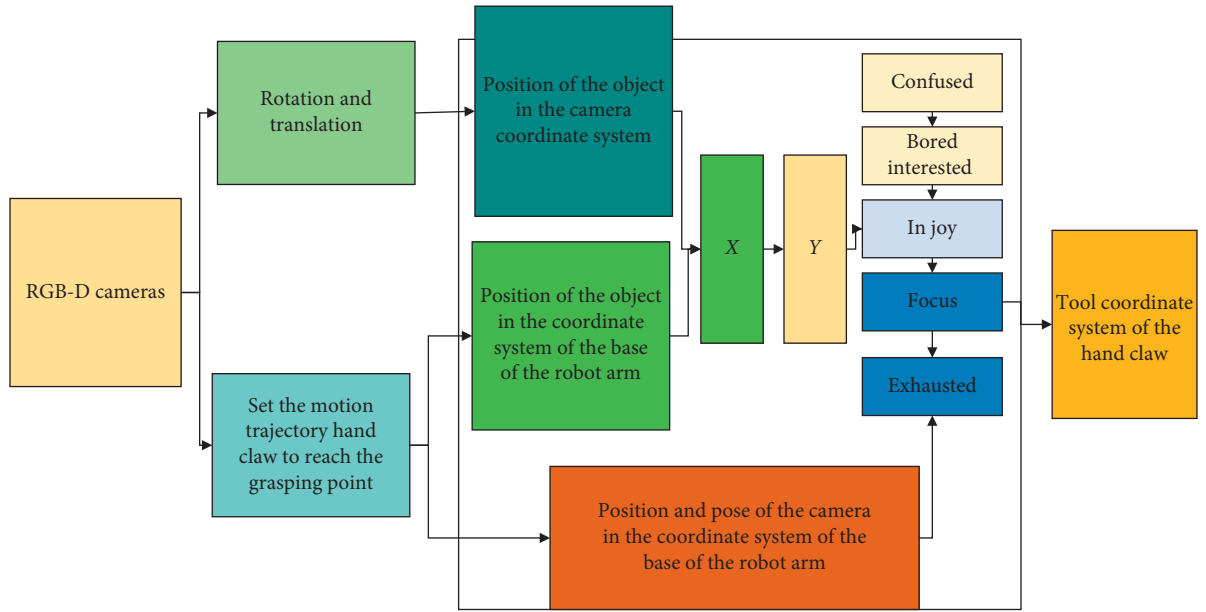 RGB-D cameras
Rotation and
translation
Set the motion
trajectory hand
claw to reach the
grasping point
Position of the object
in the camera
coordinate system
Position of the object
in the coordinate
system of the base
of the robot arm
Position and pose of the camera
in the coordinate system of the
base of the robot arm
X
Y
Confused
Bored
interested
In joy
Focus
Exhausted
Tool coordinate
system of the
hand claw